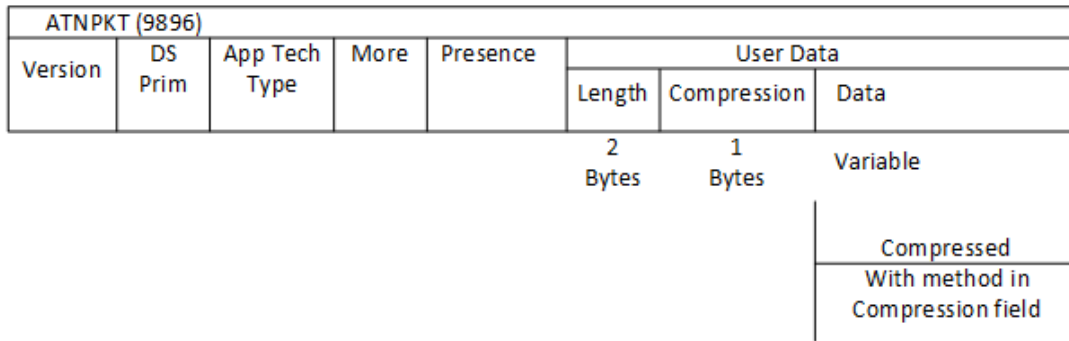 ATNPKT (9896)
Version
DS
Prim
App Tech
Type
More
Presence
User Data
Length
Compression
Data
2
Bytes
1
Bytes
Variable
Compressed
With method in
Compression field